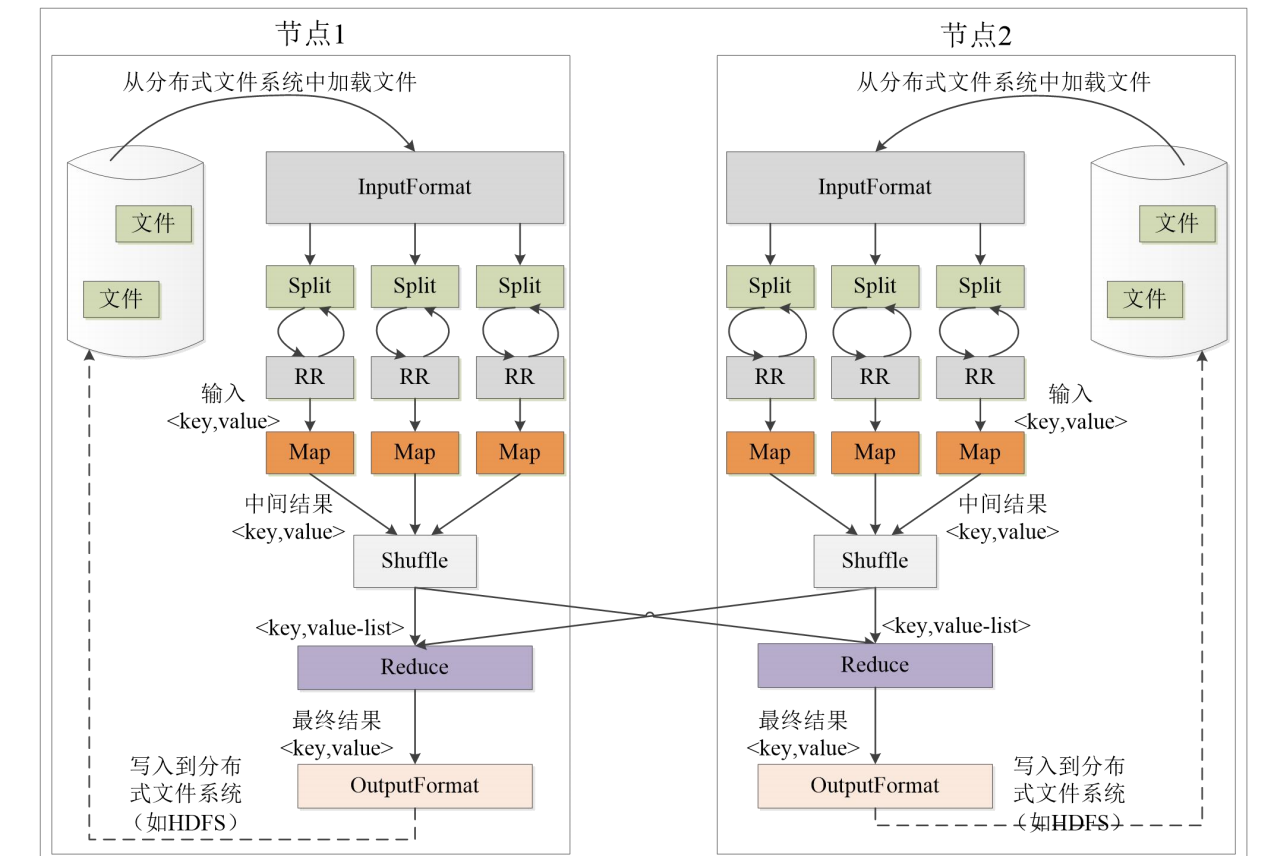 节点1
节点2
从分布式文件系统中加载文件
从分布式文件系统中加载文件
InputFormat
InputFormat
文件
文件
文件
文件
Split
Split
Split
Split
Split
Split
RR
RR
RR
RR
RR
RR
输入
<key,value>
输入
<key,value>
Map
Map
Map
Map
Map
Map
中间结果
<key,value>
中间结果
<key,value>
Shuffle
Shuffle
<key,value-list>
<key,value-list>
Reduce
Reduce
最终结果
<key,value>
最终结果
<key,value>
OutputFormat
OutputFormat
写入到分布
式文件系统
（如HDFS）
写入到分布
式文件系统
（如HDFS）